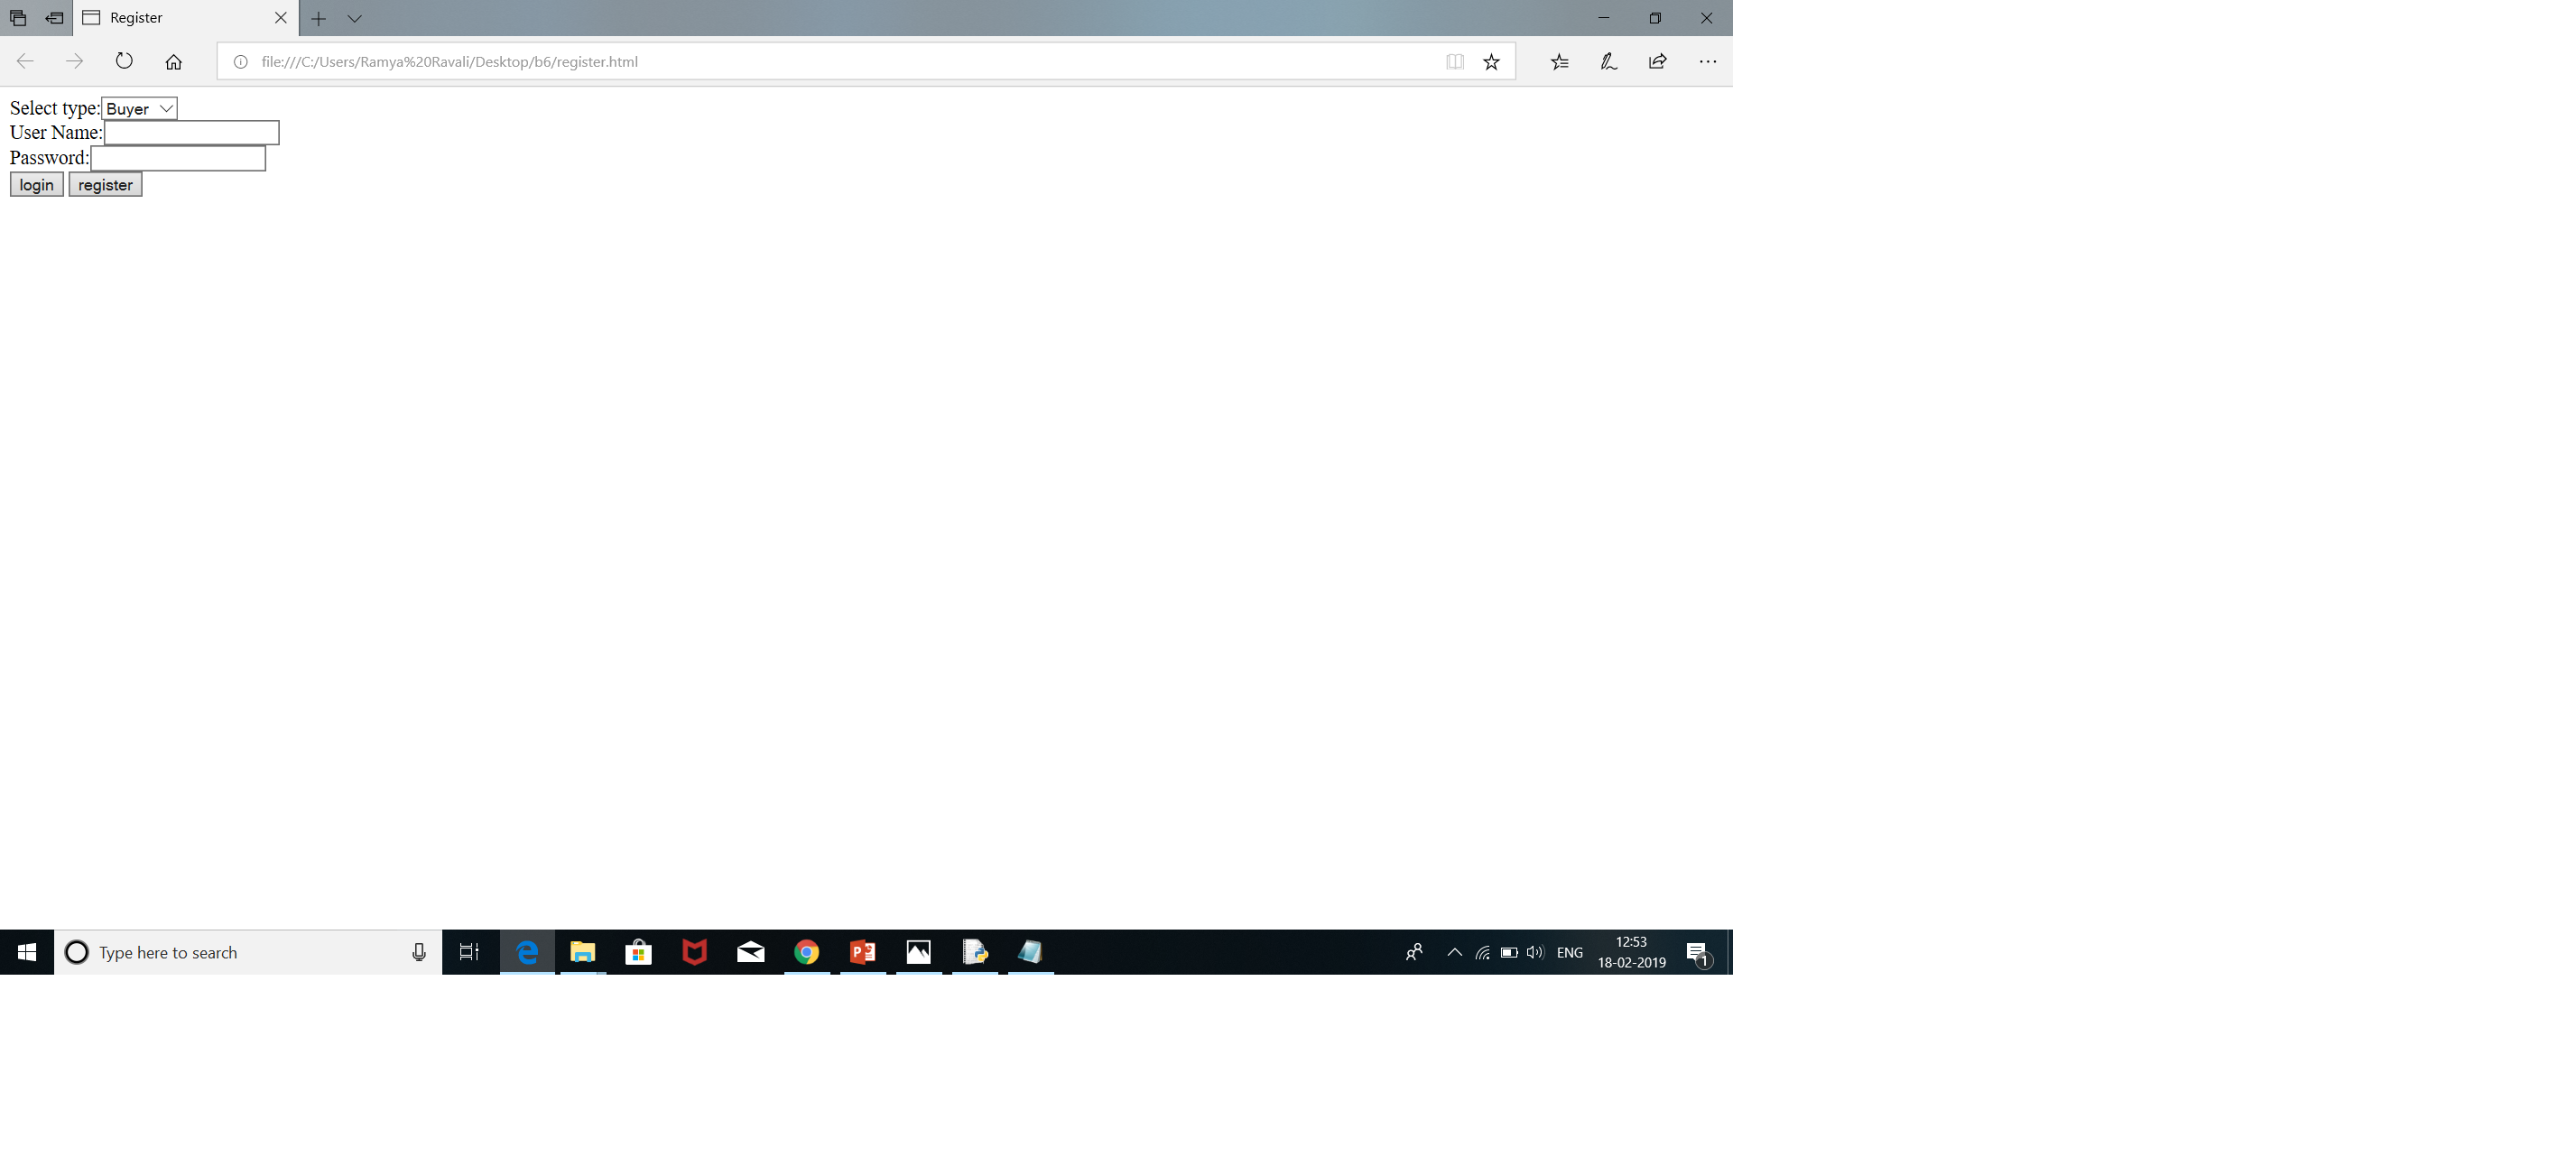 Register
file:///C:/Users/Ramya%20Ravali/Desktop/b6/register.html
Select type:Buyer
User Name:
Password:
login register
Type here to search
ENG
12:53
18-02-2019
1